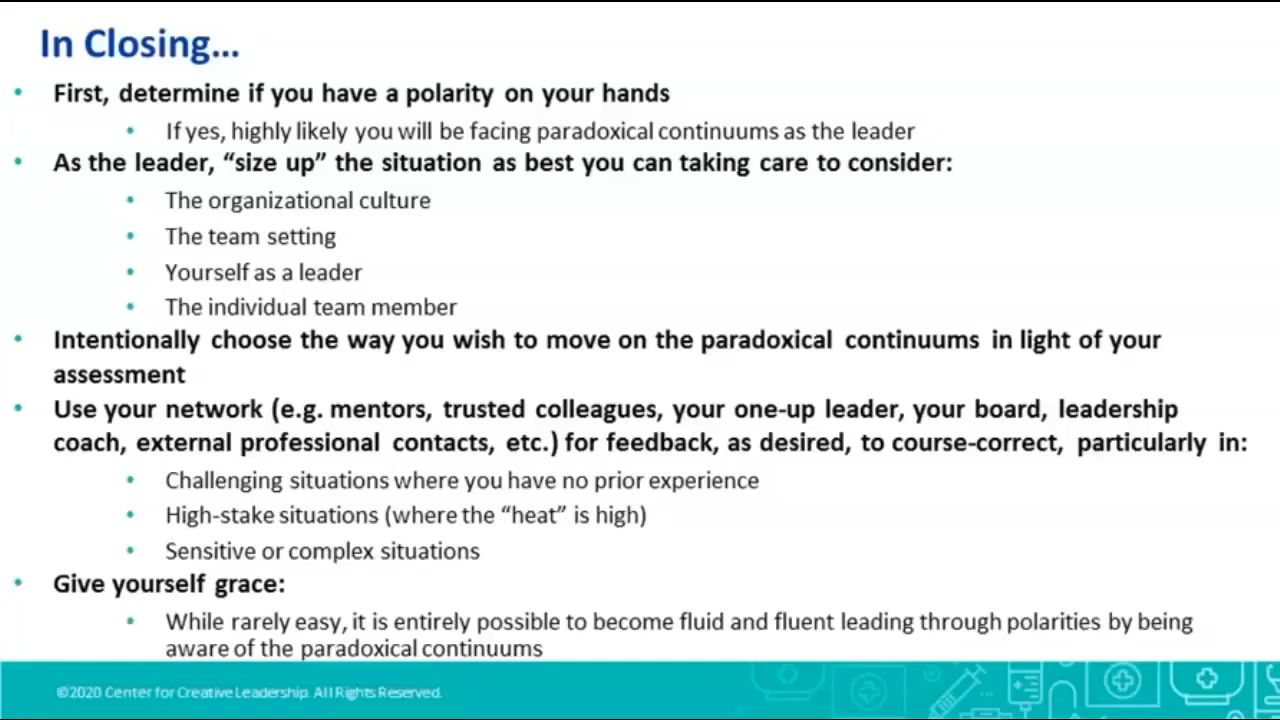 In Closing...
• First, determine if you have a polarity on your hands
• If yes, highly likely you will be facing paradoxical continuums as the leader
• As the leader, “size up” the situation as best you can taking care to consider:
• The organizational culture
• The team setting
• Yourself as a leader
• The individual team member
• Intentionally choose the way you wish to move on the paradoxical continuums in light of your
assessment
• Use your network (e.g. mentors, trusted colleagues, your one-up leader, your board, leadership
coach, external professional contacts, etc.) for feedback, as desired, to course-correct, particularly in:
• Challenging situations where you have no prior experience
• High-stake situations (where the “heat” is high)
• Sensitive or complex situations
• Give yourself grace:
• While rarely easy, it is entirely possible to become fluid and fluent leading through polarities by being
aware of the paradoxical continuums
©2020 Center for Creative Leadership. All Rights Reserved.